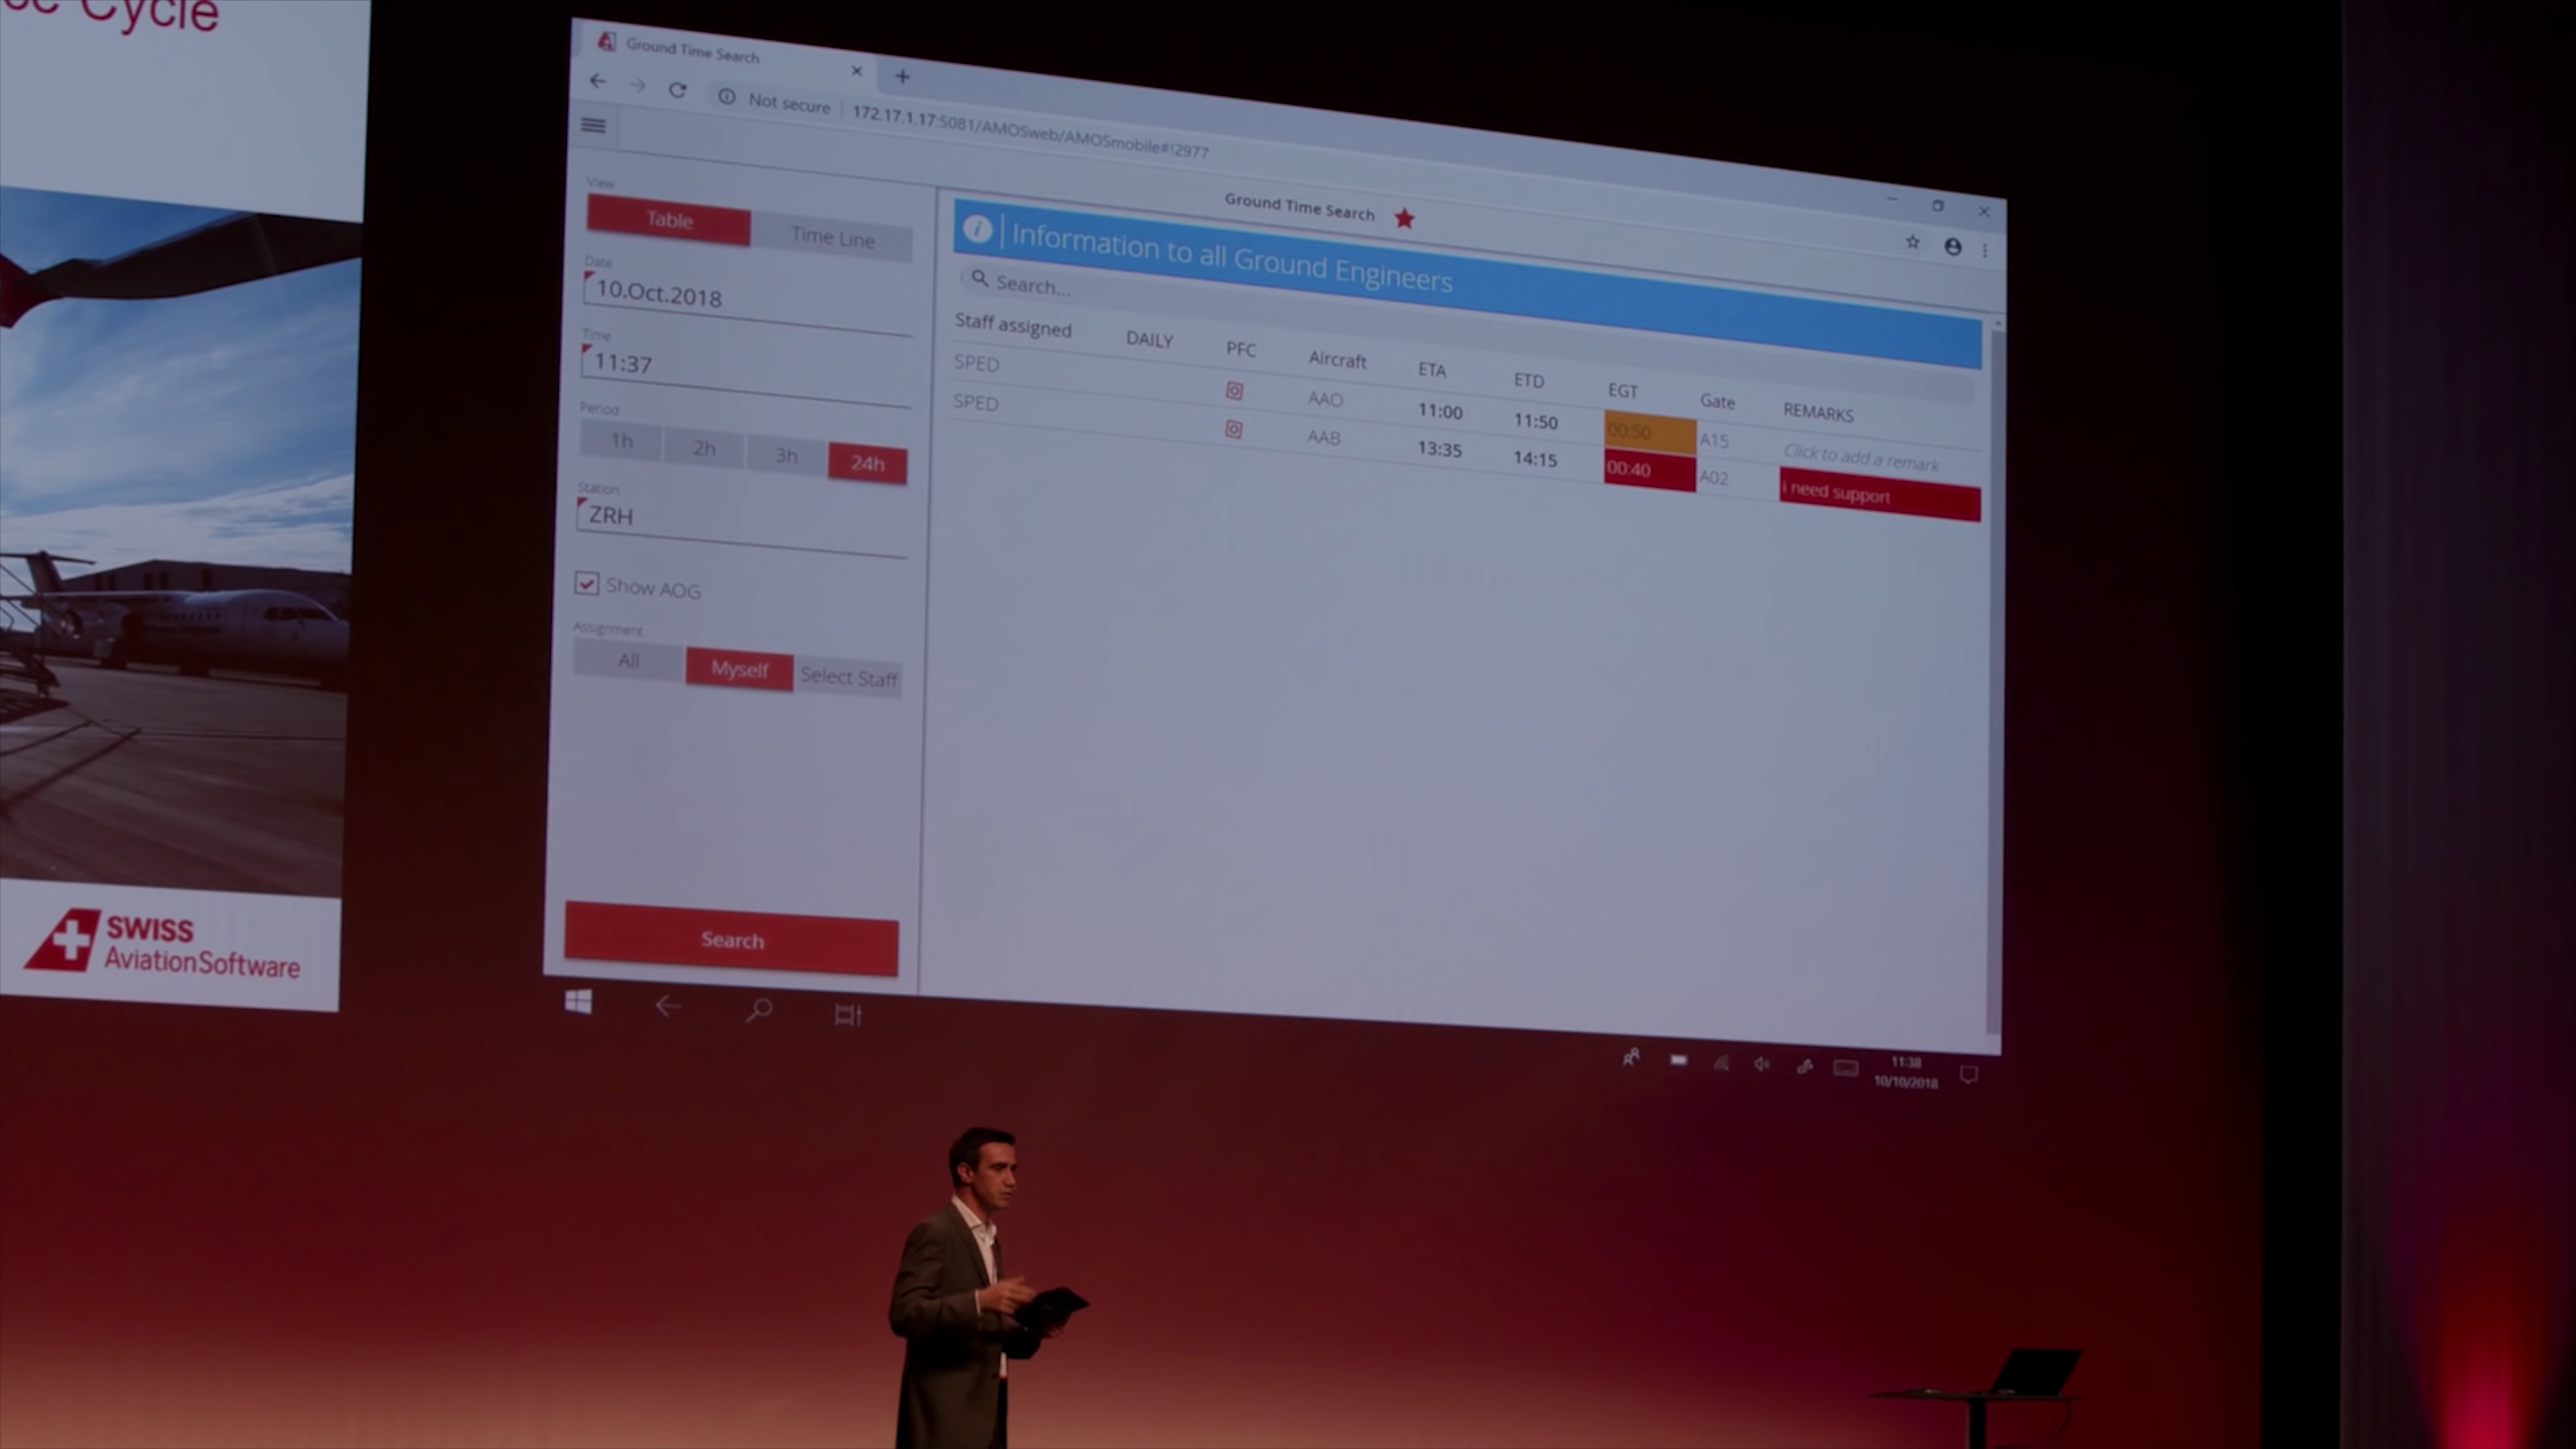 Cycle
SWISS
AviationSoftware
Ground Time Search
Not secure
172.17.1.17:5081/AMOSweb/AMOSmobile#!2977
Ground Time Search
View
Table
Time Line
Date
10.Oct.2018
Time
11:37
Period
1h 2h 3h 24h
Station
ZRH
Show AOG
Assignment
All Myself Select Staff
Search
Information to all Ground Engineers
Search...
Staff assigned DAILY PFC Aircraft ETA ETD EGT Gate REMARKS
SPED AAO 11:00 11:50 00:50 A15 Click to add a remark
SPED AAB 13:35 14:15 00:40 A02 i need support
11:38
10/10/2018